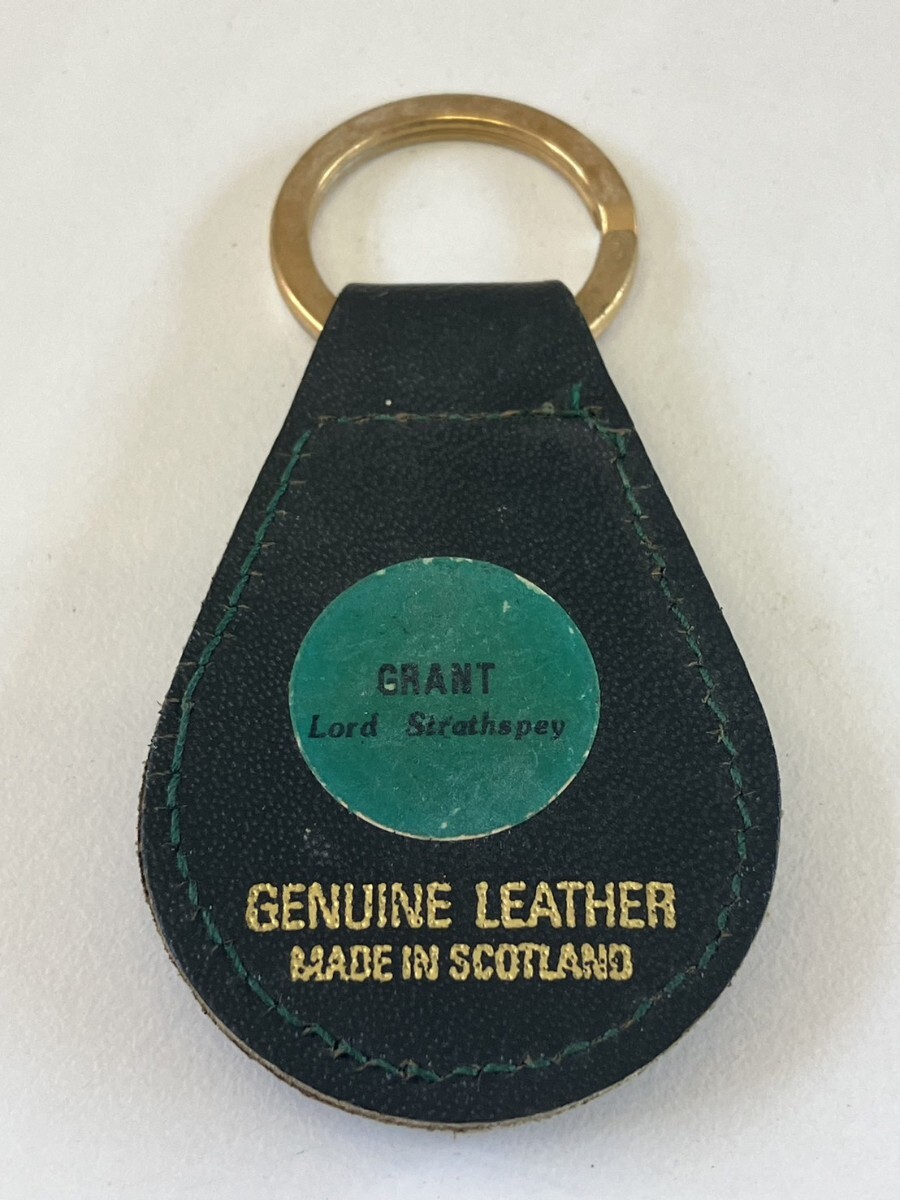 GRANT
Lord Strathspey
GENUINE LEATHER
MADE IN SCOTLAND